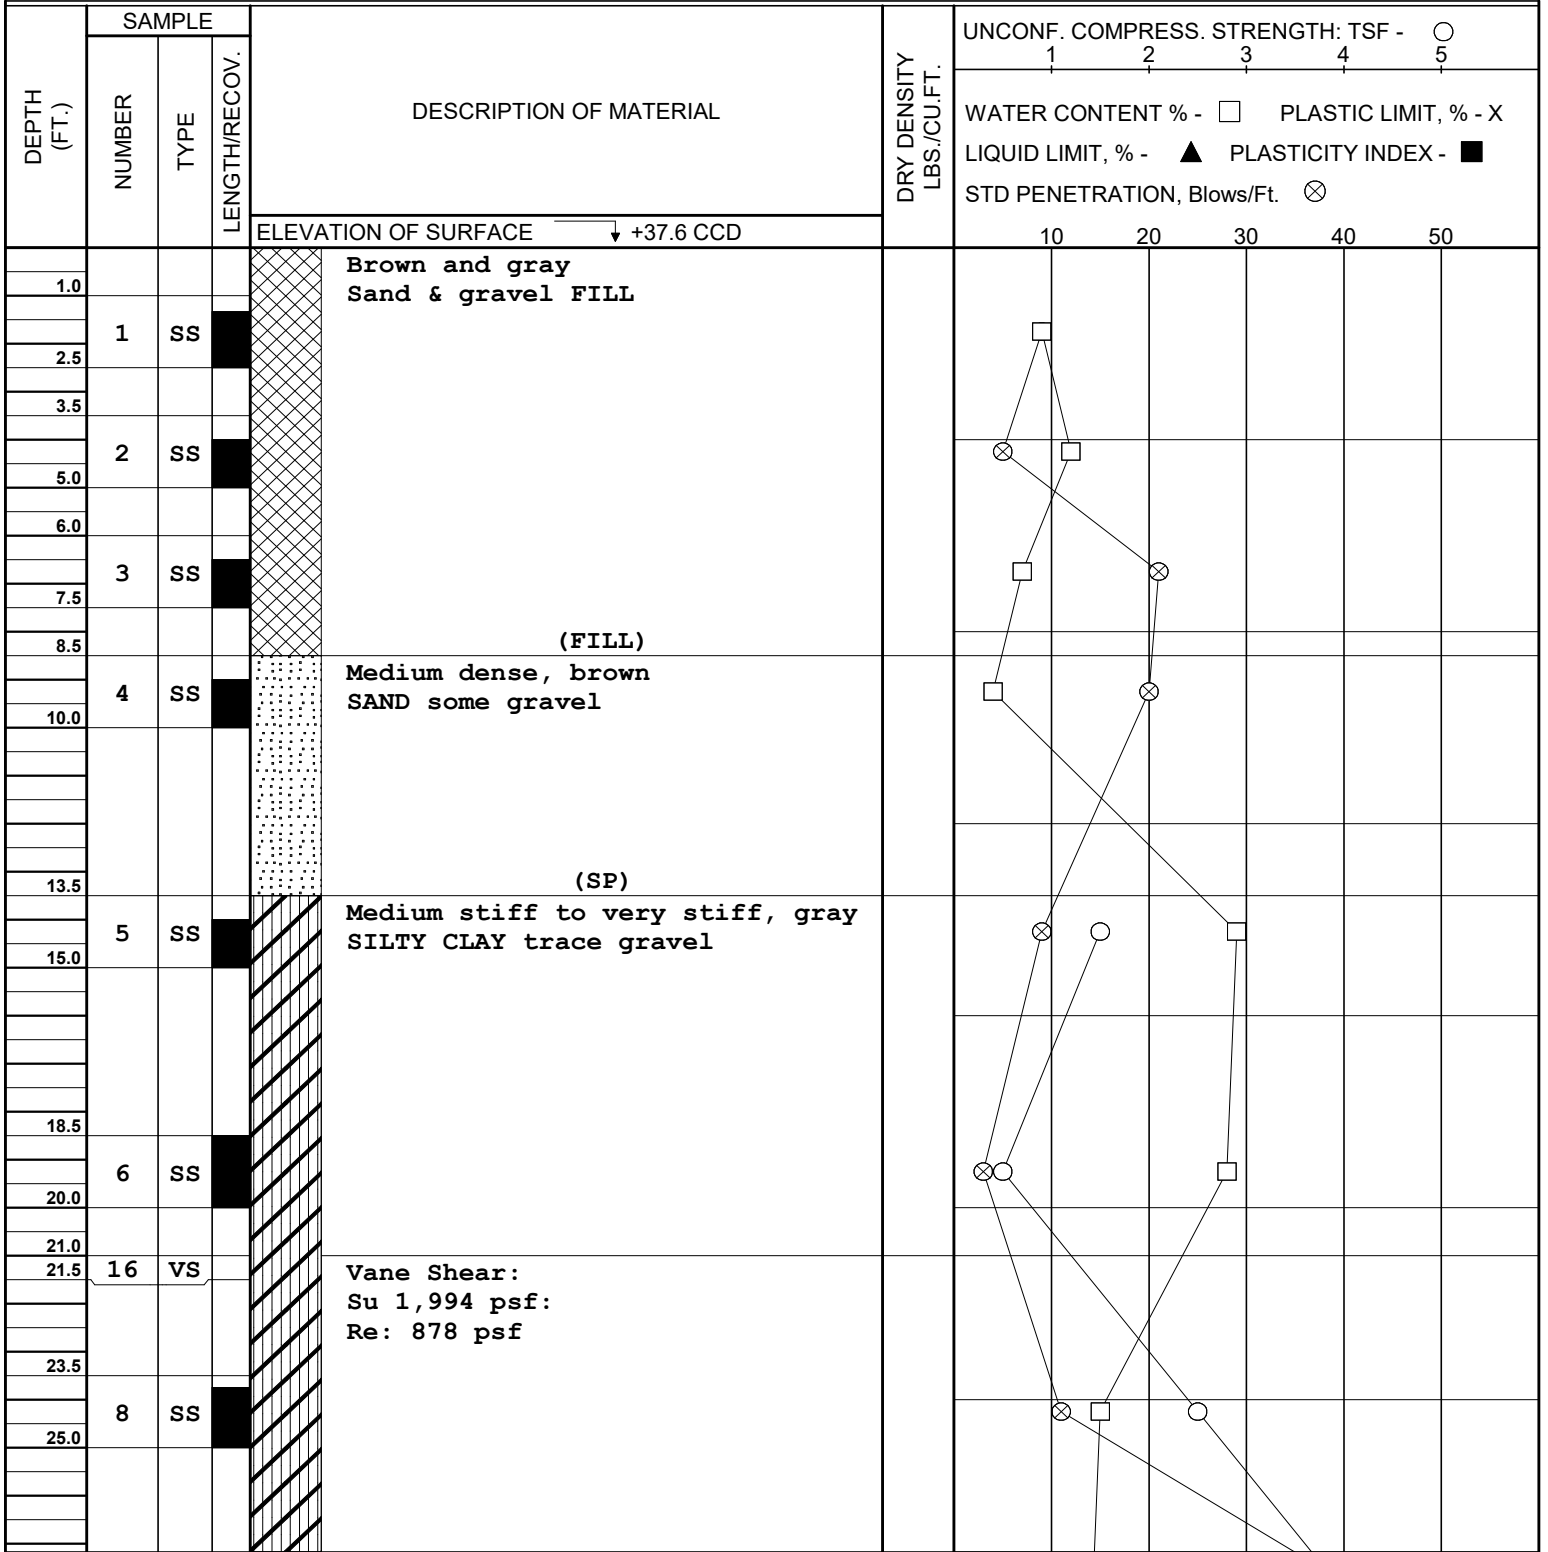 SAMPLE
DEPTH
(FT.)
NUMBER
TYPE
LENGTH/RECOV.
DESCRIPTION OF MATERIAL
ELEVATION OF SURFACE +37.6 CCD
DRY DENSITY
LBS./CU.FT.
UNCONF. COMPRESS. STRENGTH: TSF -
1 2 3 4 5
WATER CONTENT % - PLASTIC LIMIT, % - X
LIQUID LIMIT, % - PLASTICITY INDEX -
STD PENETRATION, Blows/Ft.
10 20 30 40 50
Brown and gray
1.0 Sand & gravel FILL
1 SS
2.5
3.5
2 SS
5.0
6.0
3 SS
7.5
8.5 (FILL)
Medium dense, brown
4 SS SAND some gravel
10.0
13.5 (SP)
Medium stiff to very stiff, gray
5 SS SILTY CLAY trace gravel
15.0
18.5
6 SS
20.0
21.0
21.5 16 VS Vane Shear:
Su 1,994 psf:
Re: 878 psf
23.5
8 SS
25.0